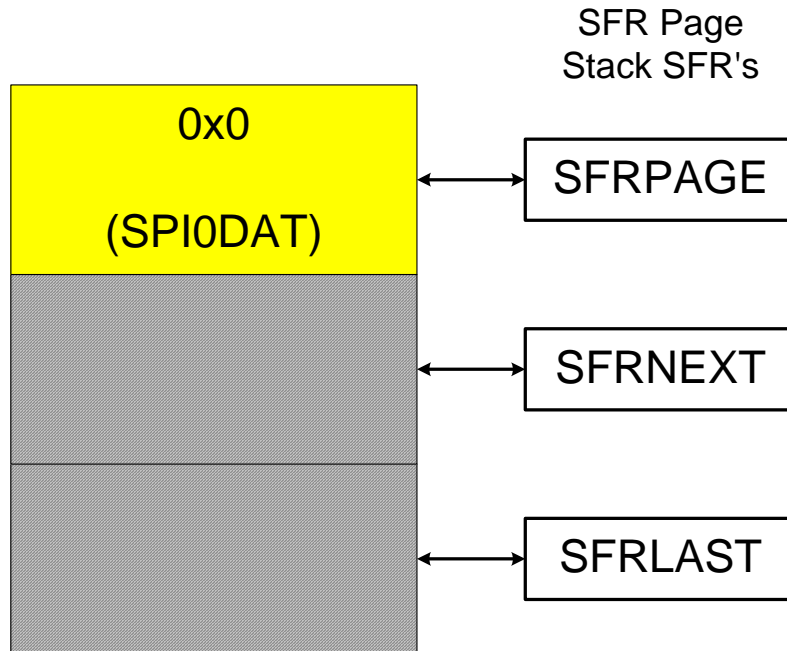 SFR Page
Stack SFR's
0x0
SFRPAGE
(SPI0DAT)
SFRNEXT
SFRLAST